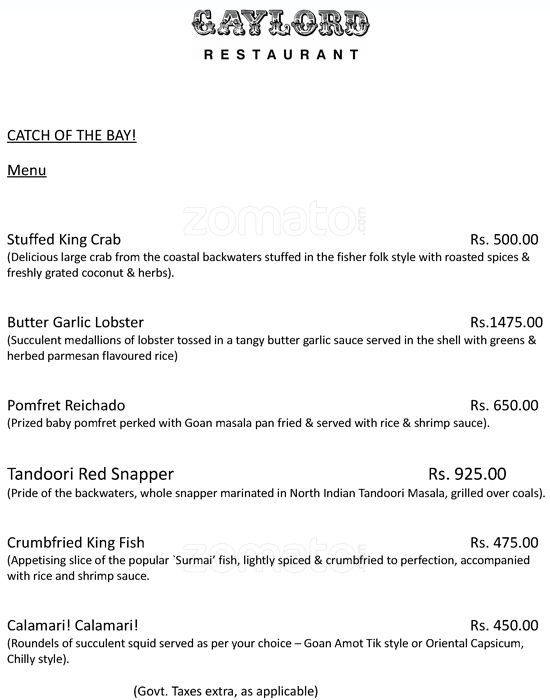 GAYLORD
RESTAURANT
CATCH OF THE BAY!
Menu
zomato.com
Stuffed King Crab Rs. 500.00
(Delicious large crab from the coastal backwaters stuffed in the fisher folk style with roasted spices &
freshly grated coconut & herbs).
Butter Garlic Lobster Rs.1475.00
(Succulent medallions of lobster tossed in a tangy butter garlic sauce served in the shell with greens &
herbed parmesan flavoured rice)
Pomfret Reichado Rs. 650.00
(Prized baby pomfret perked with Goan masala pan fried & served with rice & shrimp sauce).
Tandoori Red Snapper Rs. 925.00
(Pride of the backwaters, whole snapper marinated in North Indian Tandoori Masala, grilled over coals).
Crumbfried King Fish Rs. 475.00
(Appetising slice of the popular `Surmai’ fish, lightly spiced & crumbfried to perfection, accompanied
zomato
with rice and shrimp sauce.
Calamari! Calamari! Rs. 450.00
(Roundels of succulent squid served as per your choice – Goan Amot Tik style or Oriental Capsicum,
Chilly style).
(Govt. Taxes extra, as applicable)